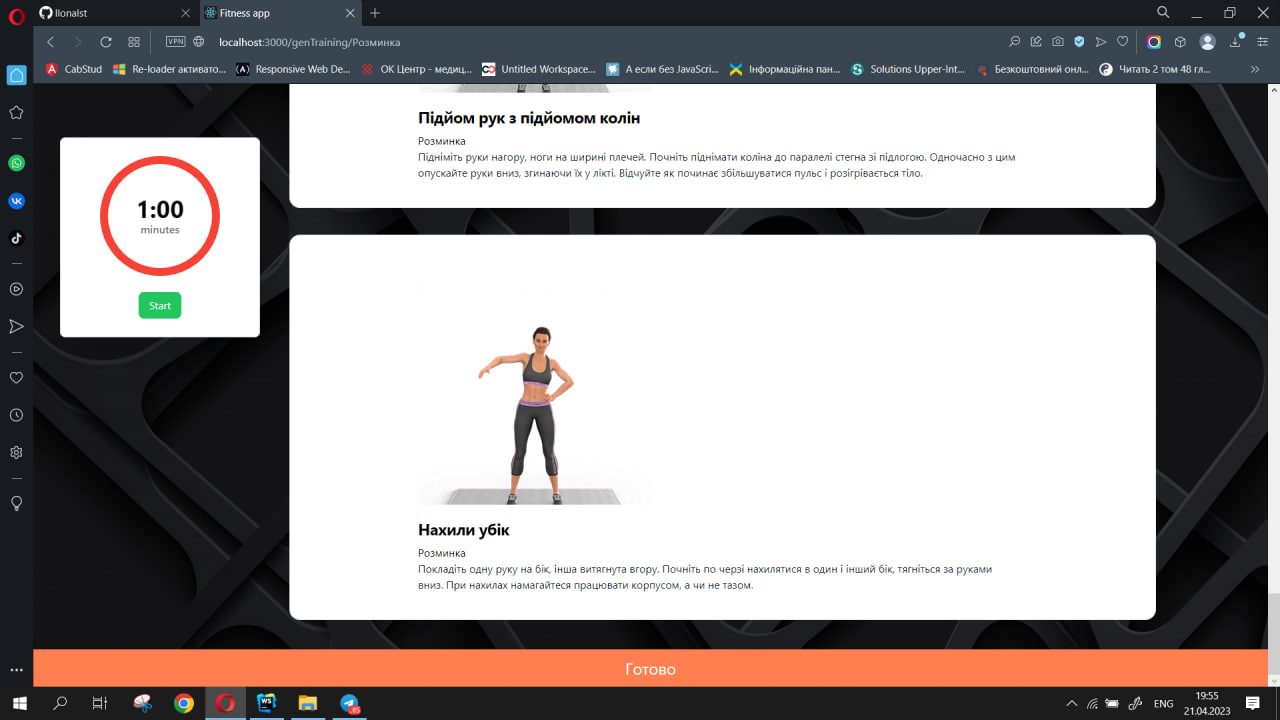 IlonaIst
Fitness app
VPN
localhost:3000/genTraining/Розминка
CabStud
Re-loader активато...
Responsive Web De...
ОК Центр - медиц...
Untitled Workspace...
А если без JavaScri...
Інформаційна пан...
Solutions Upper-Int...
Безкоштовний онл...
Читать 2 том 48 гл...
Підйом рук з підйомом колін
Розминка
Підніміть руки нагору, ноги на ширині плечей. Почніть піднімати коліна до паралелі стегна зі підлогою. Одночасно з цим
опускайте руки вниз, згинаючи їх у лікті. Відчуйте як починає збільшуватися пульс і розігрівається тіло.
1:00
minutes
Start
Нахили убік
Розминка
Покладіть одну руку на бік, інша витягнута вгору. Почніть по черзі нахилятися в один і інший бік, тягніться за руками
вниз. При нахилах намагайтеся працювати корпусом, а чи не тазом.
Готово
WS
ENG
19:55
21.04.2023